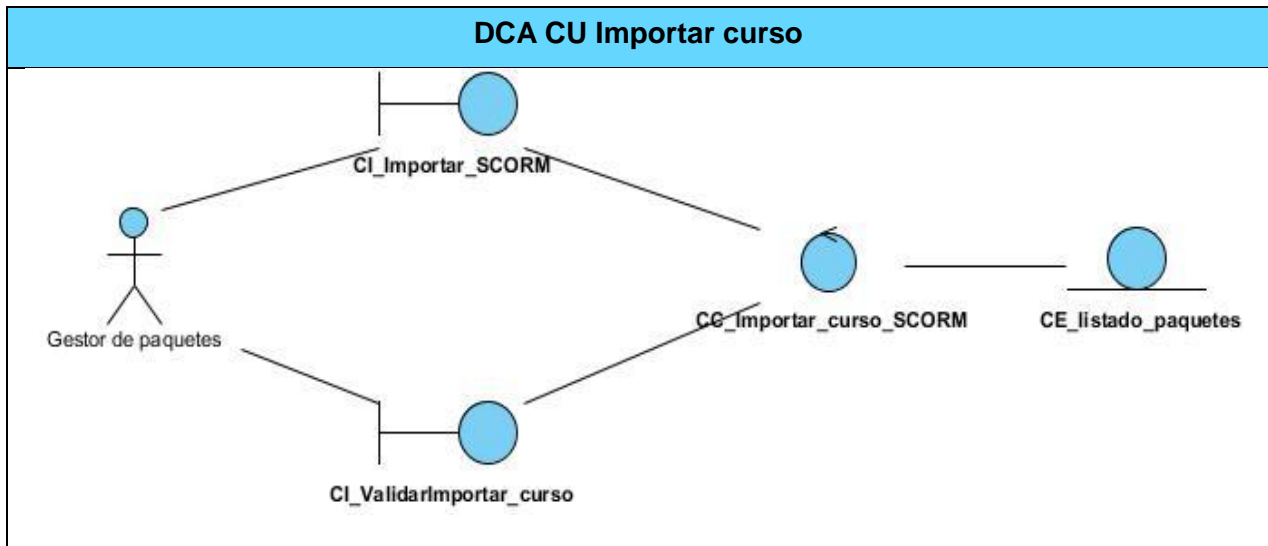 DCA CU Importar curso
CI_Importar_SCORM
Gestor de paquetes
CC_Importar_curso_SCORM
CE_listado_paquetes
CI_ValidarImportar_curso